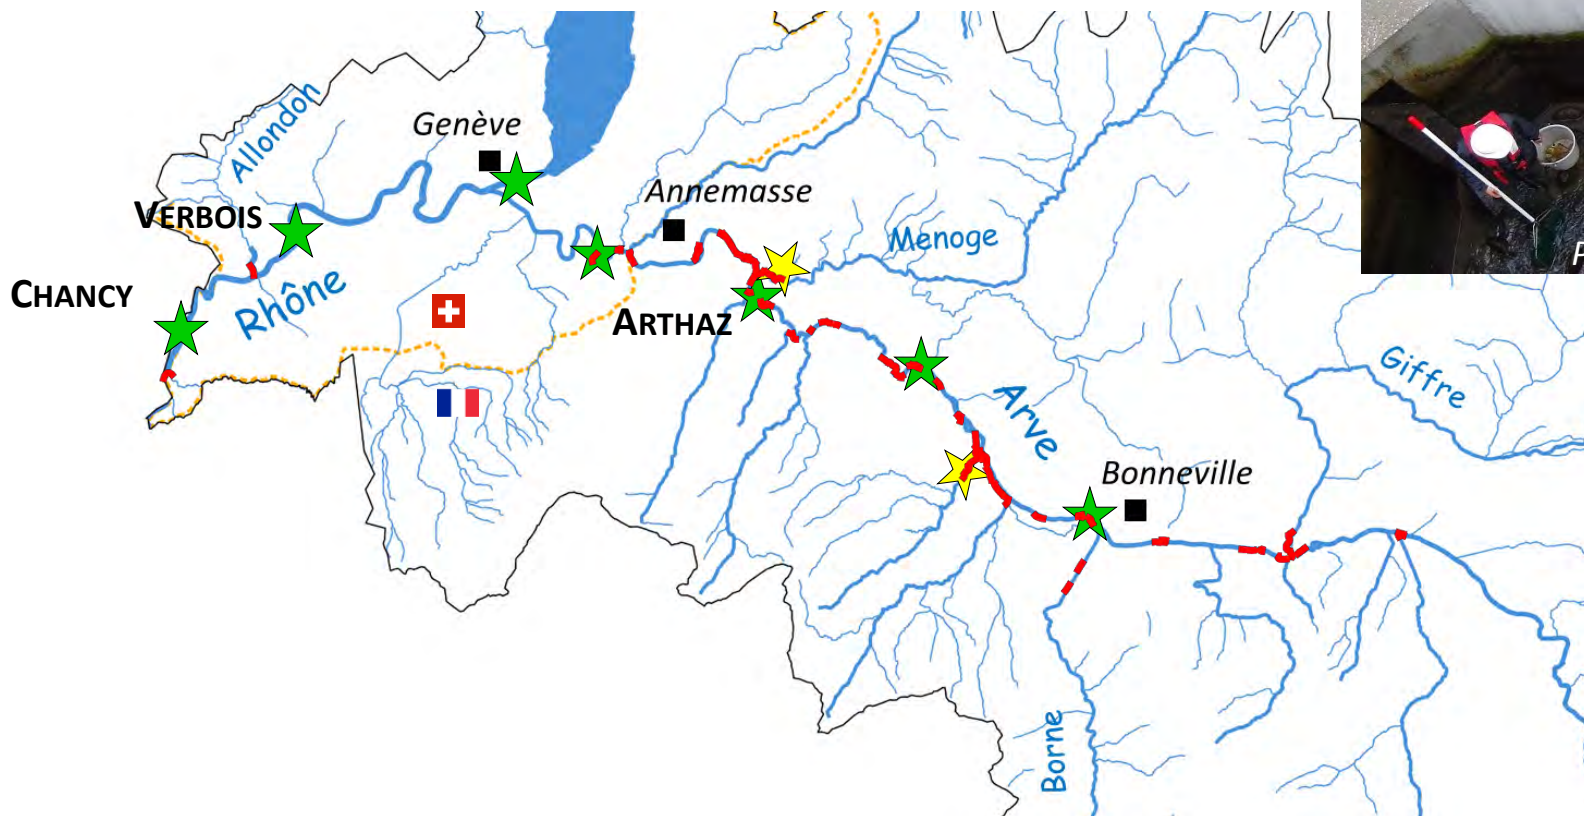 Allondon
Genève
Annemasse
VERBOIS
Menoge
CHANCY
Rhône
ARTHAZ
Giffre
Arve
Bonneville
Borne
P